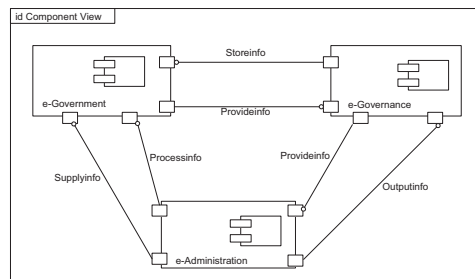 id Component View
Storeinfo
e-Government
e-Governance
Provideinfo
Processinfo
Provideinfo
Supplyinfo
Outputinfo
e-Administration